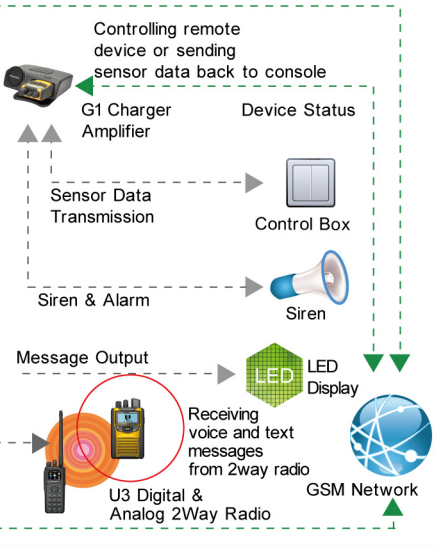 Controlling remote
device or sending
sensor data back to console
G1 Charger
Amplifier
Device Status
Sensor Data
Transmission
Control Box
Siren & Alarm
Siren
Message Output
LED
LED
Display
Receiving
voice and text
messages
from 2way radio
GSM Network
U3 Digital &
Analog 2Way Radio